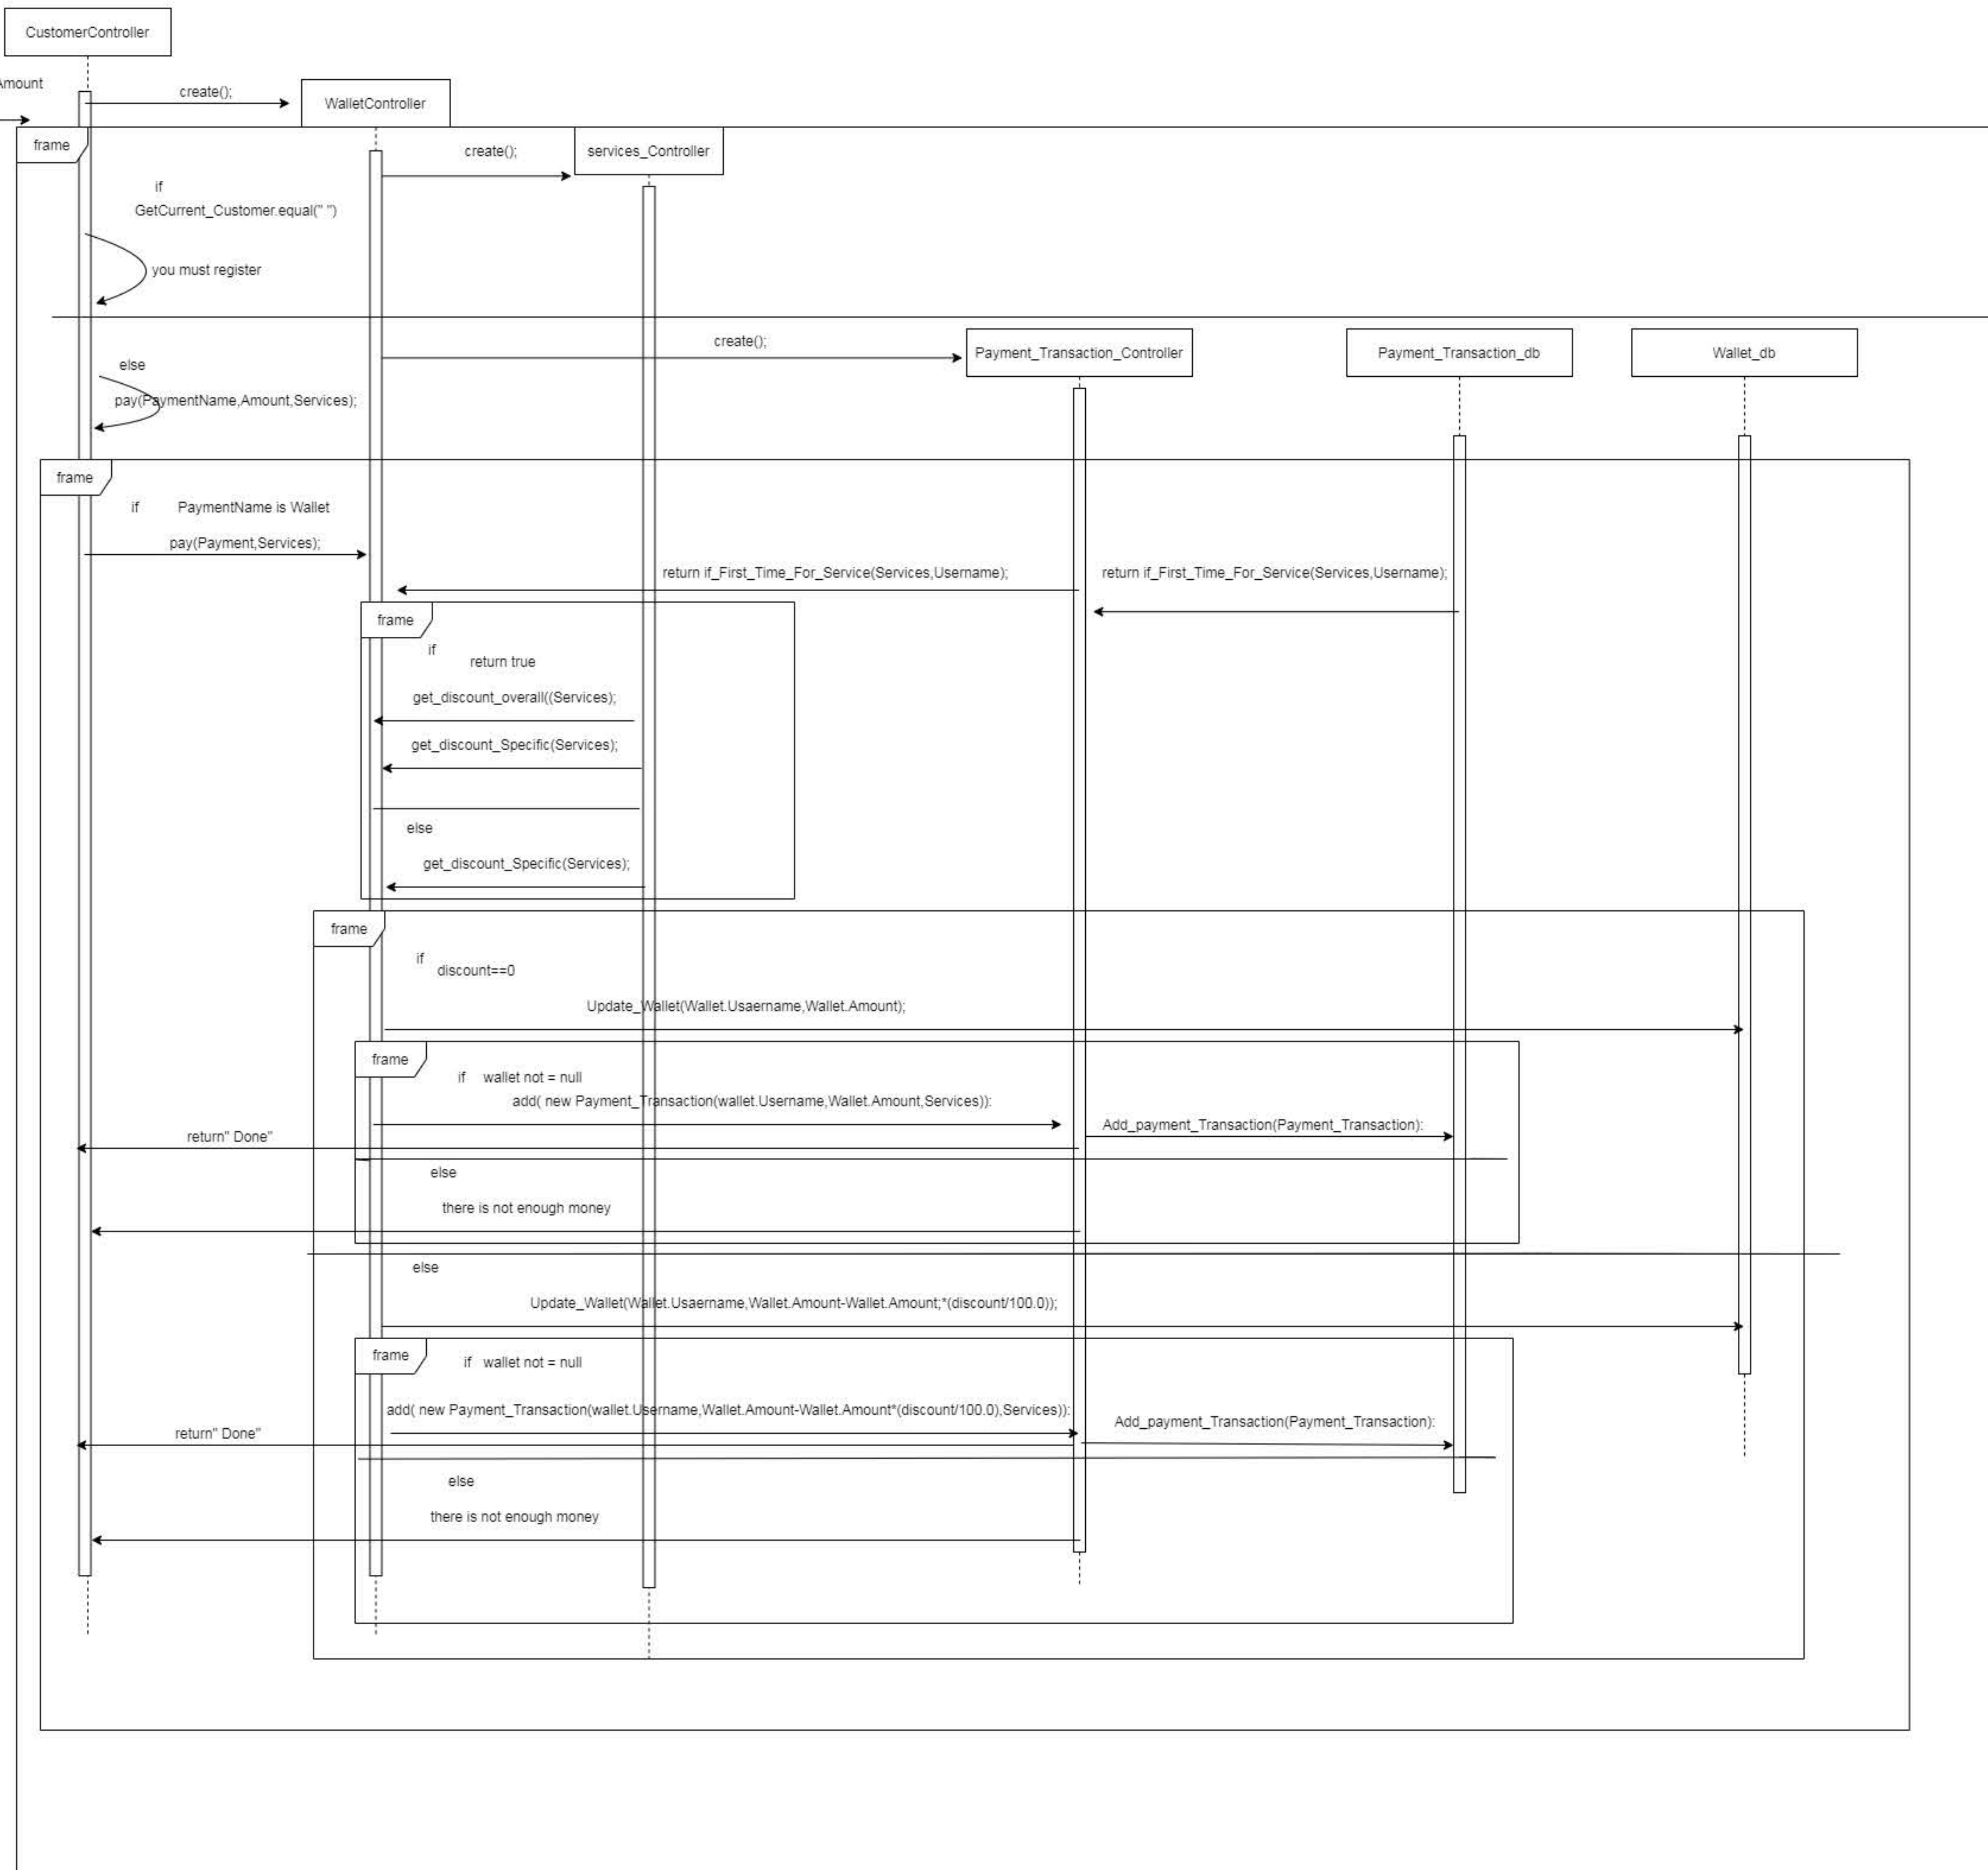 CustomerController
Amount
create();
WalletController
frame
create();
services_Controller
if
GetCurrent_Customer.equal(" ")
you must register
create();
Payment_Transaction_Controller
Payment_Transaction_db
Wallet_db
else
pay(PaymentName,Amount,Services);
frame
if PaymentName is Wallet
pay(Payment,Services);
return if_First_Time_For_Service(Services,Username);
return if_First_Time_For_Service(Services,Username);
frame
if
return true
get_discount_overall((Services);
get_discount_Specific(Services);
else
get_discount_Specific(Services);
frame
if
discount==0
Update_Wallet(Wallet.Usaername,Wallet.Amount);
frame
if wallet not = null
add( new Payment_Transaction(wallet.Username,Wallet.Amount,Services)):
Add_payment_Transaction(Payment_Transaction):
return" Done"
else
there is not enough money
else
Update_Wallet(Wallet.Usaername,Wallet.Amount-Wallet.Amount;*(discount/100.0));
frame
if wallet not = null
add( new Payment_Transaction(wallet.Username,Wallet.Amount-Wallet.Amount*(discount/100.0),Services)):
Add_payment_Transaction(Payment_Transaction):
return" Done"
else
there is not enough money